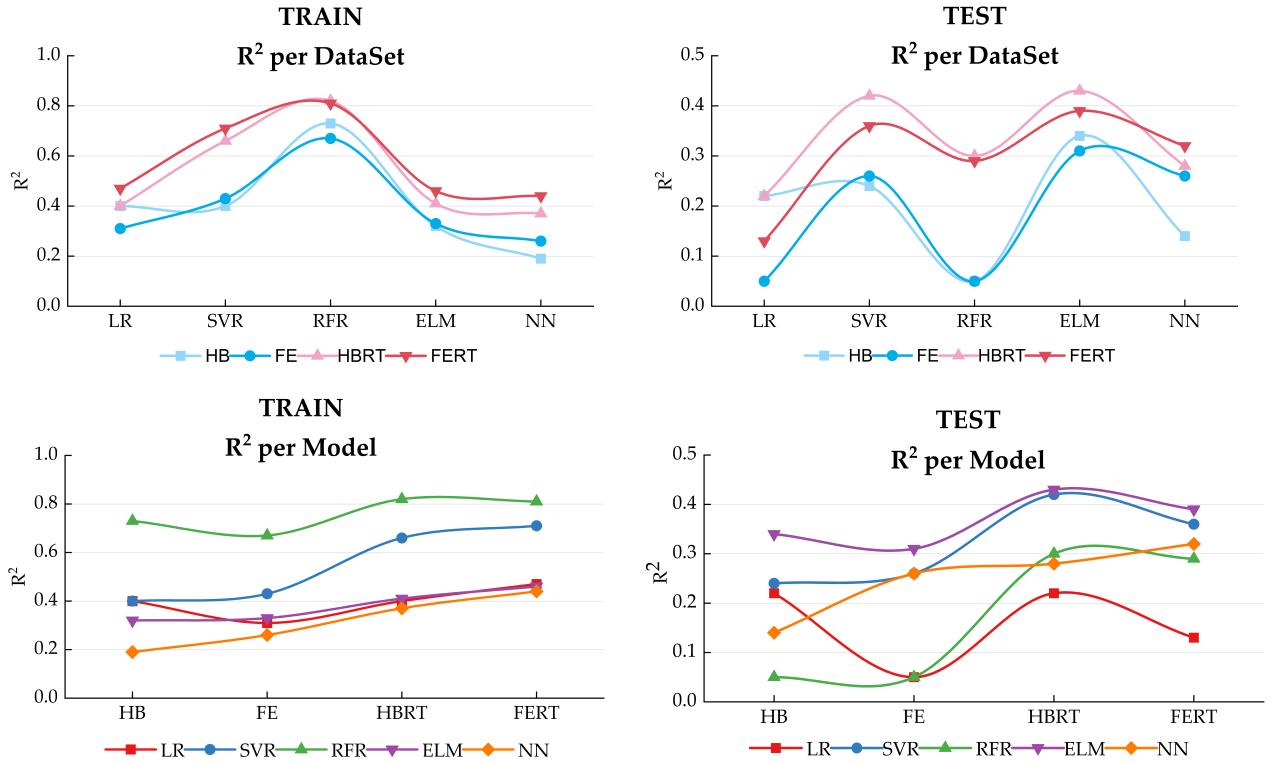 TRAIN
R² per DataSet
1.0
0.8
0.6
0.4
0.2
0.0
R²
LR SVR RFR ELM NN
HB FE HBRT FERT
TEST
R² per DataSet
0.5
0.4
0.3
0.2
0.1
0.0
R²
LR SVR RFR ELM NN
HB FE HBRT FERT
TRAIN
R² per Model
1.0
0.8
0.6
0.4
0.2
0.0
R²
HB FE HBRT FERT
LR SVR RFR ELM NN
TEST
R² per Model
0.5
0.4
0.3
0.2
0.1
0.0
R²
HB FE HBRT FERT
LR SVR RFR ELM NN